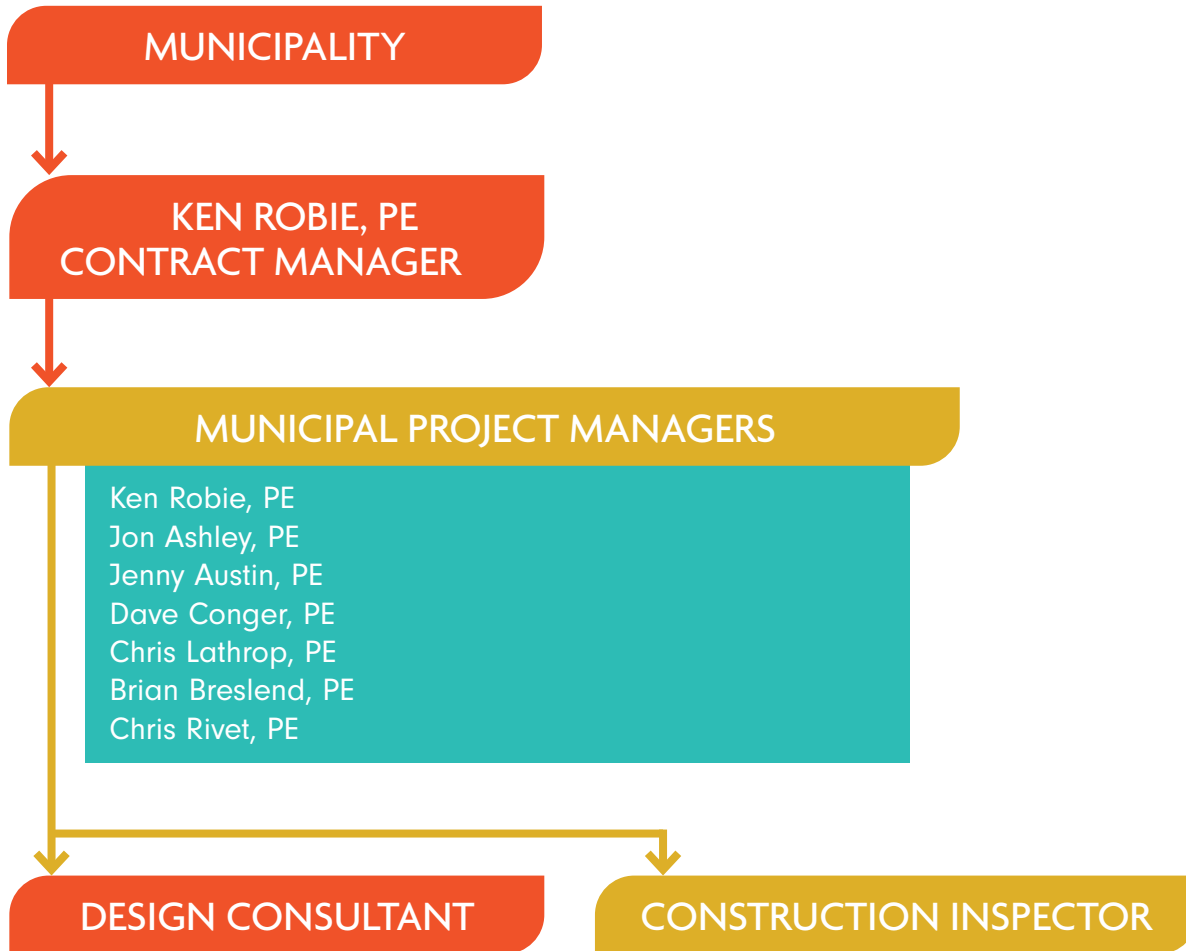 MUNICIPALITY
KEN ROBIE, PE
CONTRACT MANAGER
MUNICIPAL PROJECT MANAGERS
Ken Robie, PE
Jon Ashley, PE
Jenny Austin, PE
Dave Conger, PE
Chris Lathrop, PE
Brian Breslend, PE
Chris Rivet, PE
DESIGN CONSULTANT
CONSTRUCTION INSPECTOR